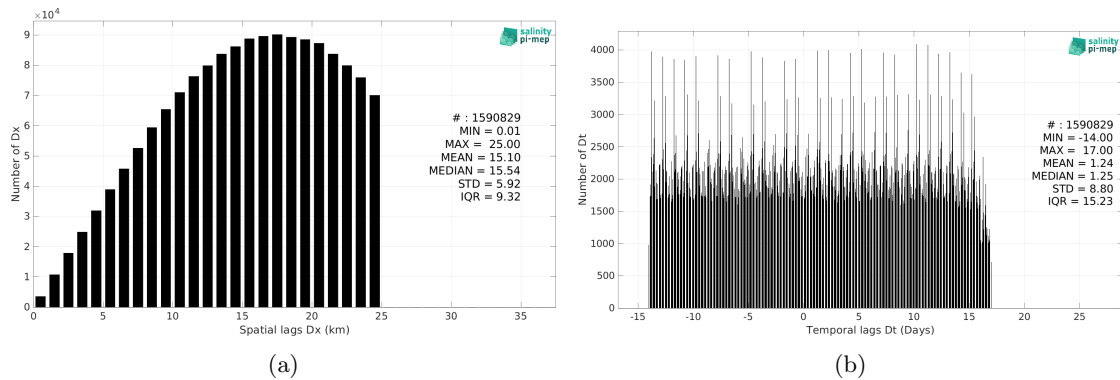 ×10⁴
9
8
7
6
5
4
3
2
1
0
Number of Dx
0 5 10 15 20 25 30 35
Spatial lags Dx (km)
salinity
pi-mep
# : 1590829
MIN = 0.01
MAX = 25.00
MEAN = 15.10
MEDIAN = 15.54
STD = 5.92
IQR = 9.32
(a)
4000
3500
3000
2500
2000
1500
1000
500
0
Number of Dt
-15 -10 -5 0 5 10 15 20 25
Temporal lags Dt (Days)
salinity
pi-mep
# : 1590829
MIN = -14.00
MAX = 17.00
MEAN = 1.24
MEDIAN = 1.25
STD = 8.80
IQR = 15.23
(b)